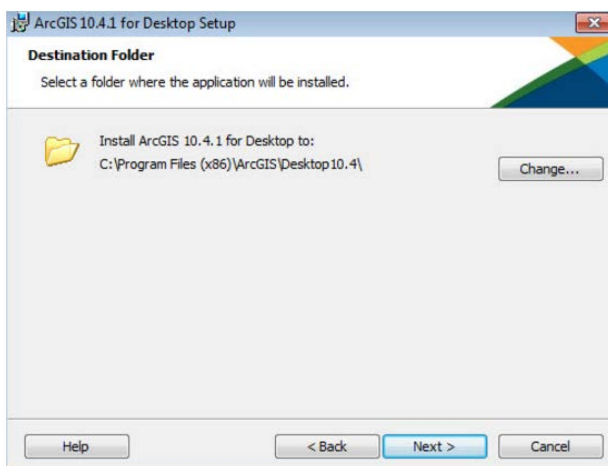 ArcGIS 10.4.1 for Desktop Setup
Destination Folder
Select a folder where the application will be installed.
Install ArcGIS 10.4.1 for Desktop to:
C:\Program Files (x86)\ArcGIS\Desktop10.4\
Change...
Help
< Back
Next >
Cancel